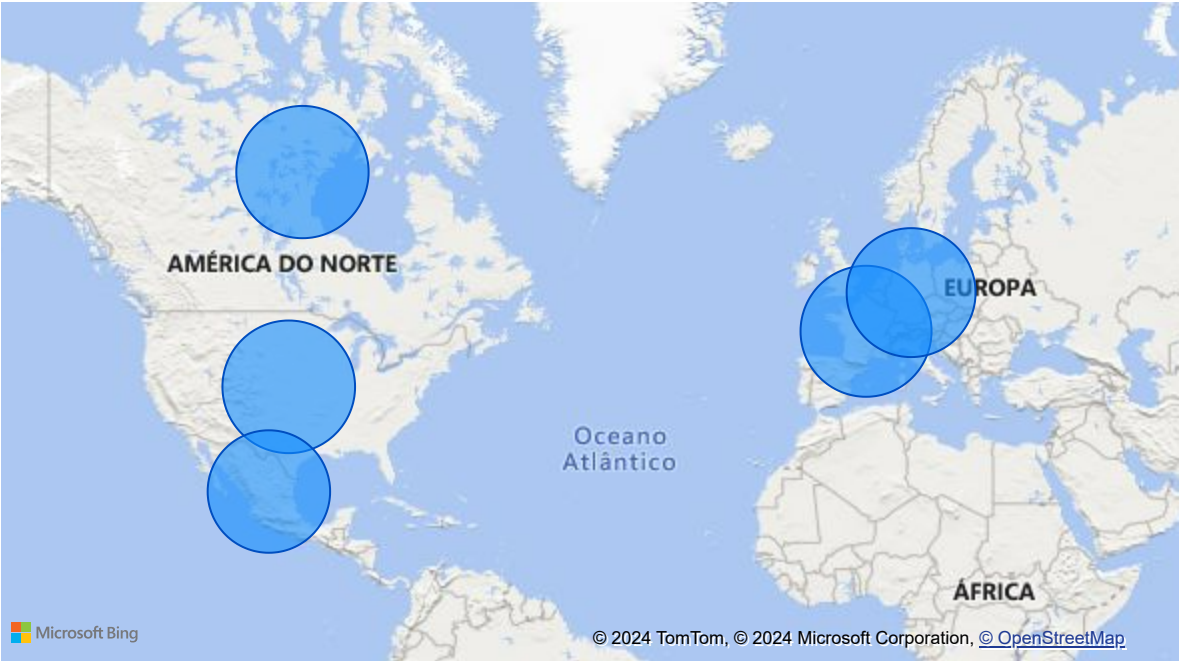 AMÉRICA DO NORTE
EUROPA
Oceano
Atlântico
ÁFRICA
Microsoft Bing
© 2024 TomTom, © 2024 Microsoft Corporation, © OpenStreetMap